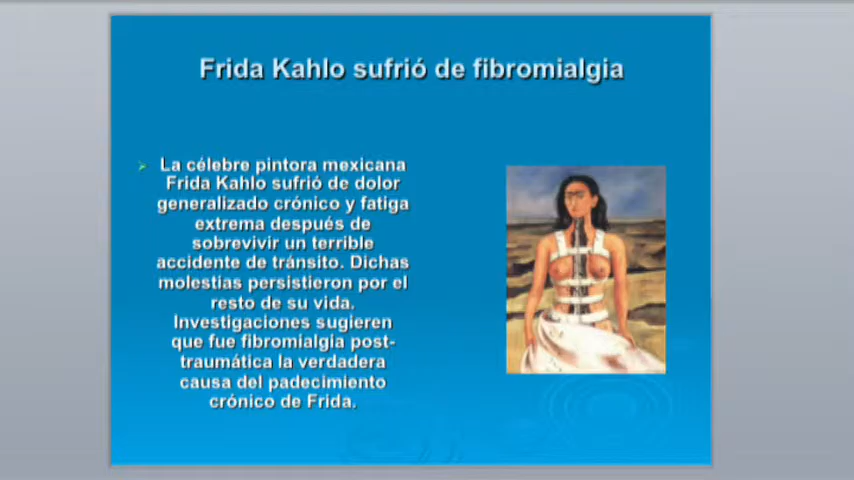 Frida Kahlo sufrió de fibromialgia
La célebre pintora mexicana
Frida Kahlo sufrió de dolor
generalizado crónico y fatiga
extrema después de
sobrevivir un terrible
accidente de tránsito. Dichas
molestias persistieron por el
resto de su vida.
Investigaciones sugieren
que fue fibromialgia post-
traumática la verdadera
causa del padecimiento
crónico de Frida.